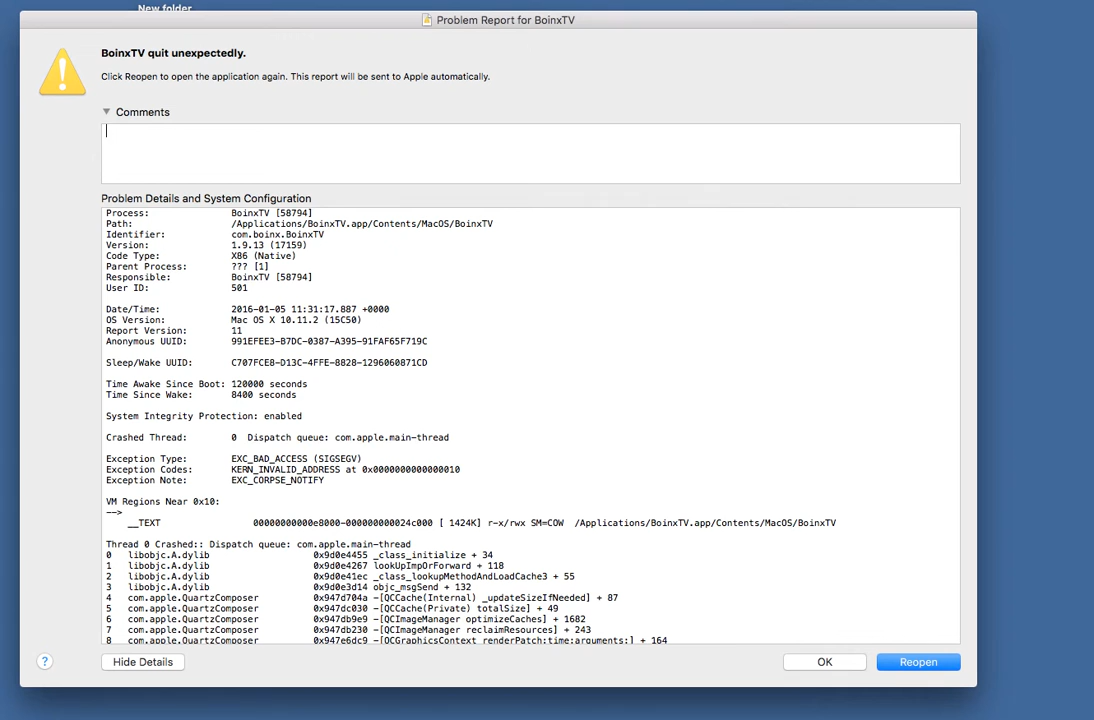 New folder
Problem Report for BoinxTV
BoinxTV quit unexpectedly.
Click Reopen to open the application again. This report will be sent to Apple automatically.
Comments
Problem Details and System Configuration
Process: BoinxTV [58794]
Path: /Applications/BoinxTV.app/Contents/MacOS/BoinxTV
Identifier: com.boinx.BoinxTV
Version: 1.9.13 (17159)
Code Type: X86 (Native)
Parent Process: ??? [1]
Responsible: BoinxTV [58794]
User ID: 501
Date/Time: 2016-01-05 11:31:17.887 +0000
OS Version: Mac OS X 10.11.2 (15C50)
Report Version: 11
Anonymous UUID: 991EFEE3-B7DC-0387-A395-91FAF65F719C
Sleep/Wake UUID: C707FCE8-D13C-4FFE-8828-1296060871CD
Time Awake Since Boot: 120000 seconds
Time Since Wake: 8400 seconds
System Integrity Protection: enabled
Crashed Thread: 0 Dispatch queue: com.apple.main-thread
Exception Type: EXC_BAD_ACCESS (SIGSEGV)
Exception Codes: KERN_INVALID_ADDRESS at 0x0000000000000010
Exception Note: EXC_CORPSE_NOTIFY
VM Regions Near 0x10:
-->
__TEXT 00000000000e8000-000000000024c000 [ 1424K] r-x/rwx SM=COW /Applications/BoinxTV.app/Contents/MacOS/BoinxTV
Thread 0 Crashed:: Dispatch queue: com.apple.main-thread
0 libobjc.A.dylib 0x9d0e4455 _class_initialize + 34
1 libobjc.A.dylib 0x9d0e4267 lookUpImpOrForward + 118
2 libobjc.A.dylib 0x9d0e41ec _class_lookupMethodAndLoadCache3 + 55
3 libobjc.A.dylib 0x9d0e3d14 objc_msgSend + 132
4 com.apple.QuartzComposer 0x947d704a -[QCCache(Internal) _updateSizeIfNeeded] + 87
5 com.apple.QuartzComposer 0x947dc030 -[QCCache(Private) totalSize] + 49
6 com.apple.QuartzComposer 0x947db9e9 -[QCImageManager optimizeCaches] + 1682
7 com.apple.QuartzComposer 0x947db230 -[QCImageManager reclaimResources] + 243
8 com.apple.QuartzComposer 0x947e6dc9 -[QCGraphicsContext renderPatch:time:arguments:] + 164
? Hide Details OK Reopen